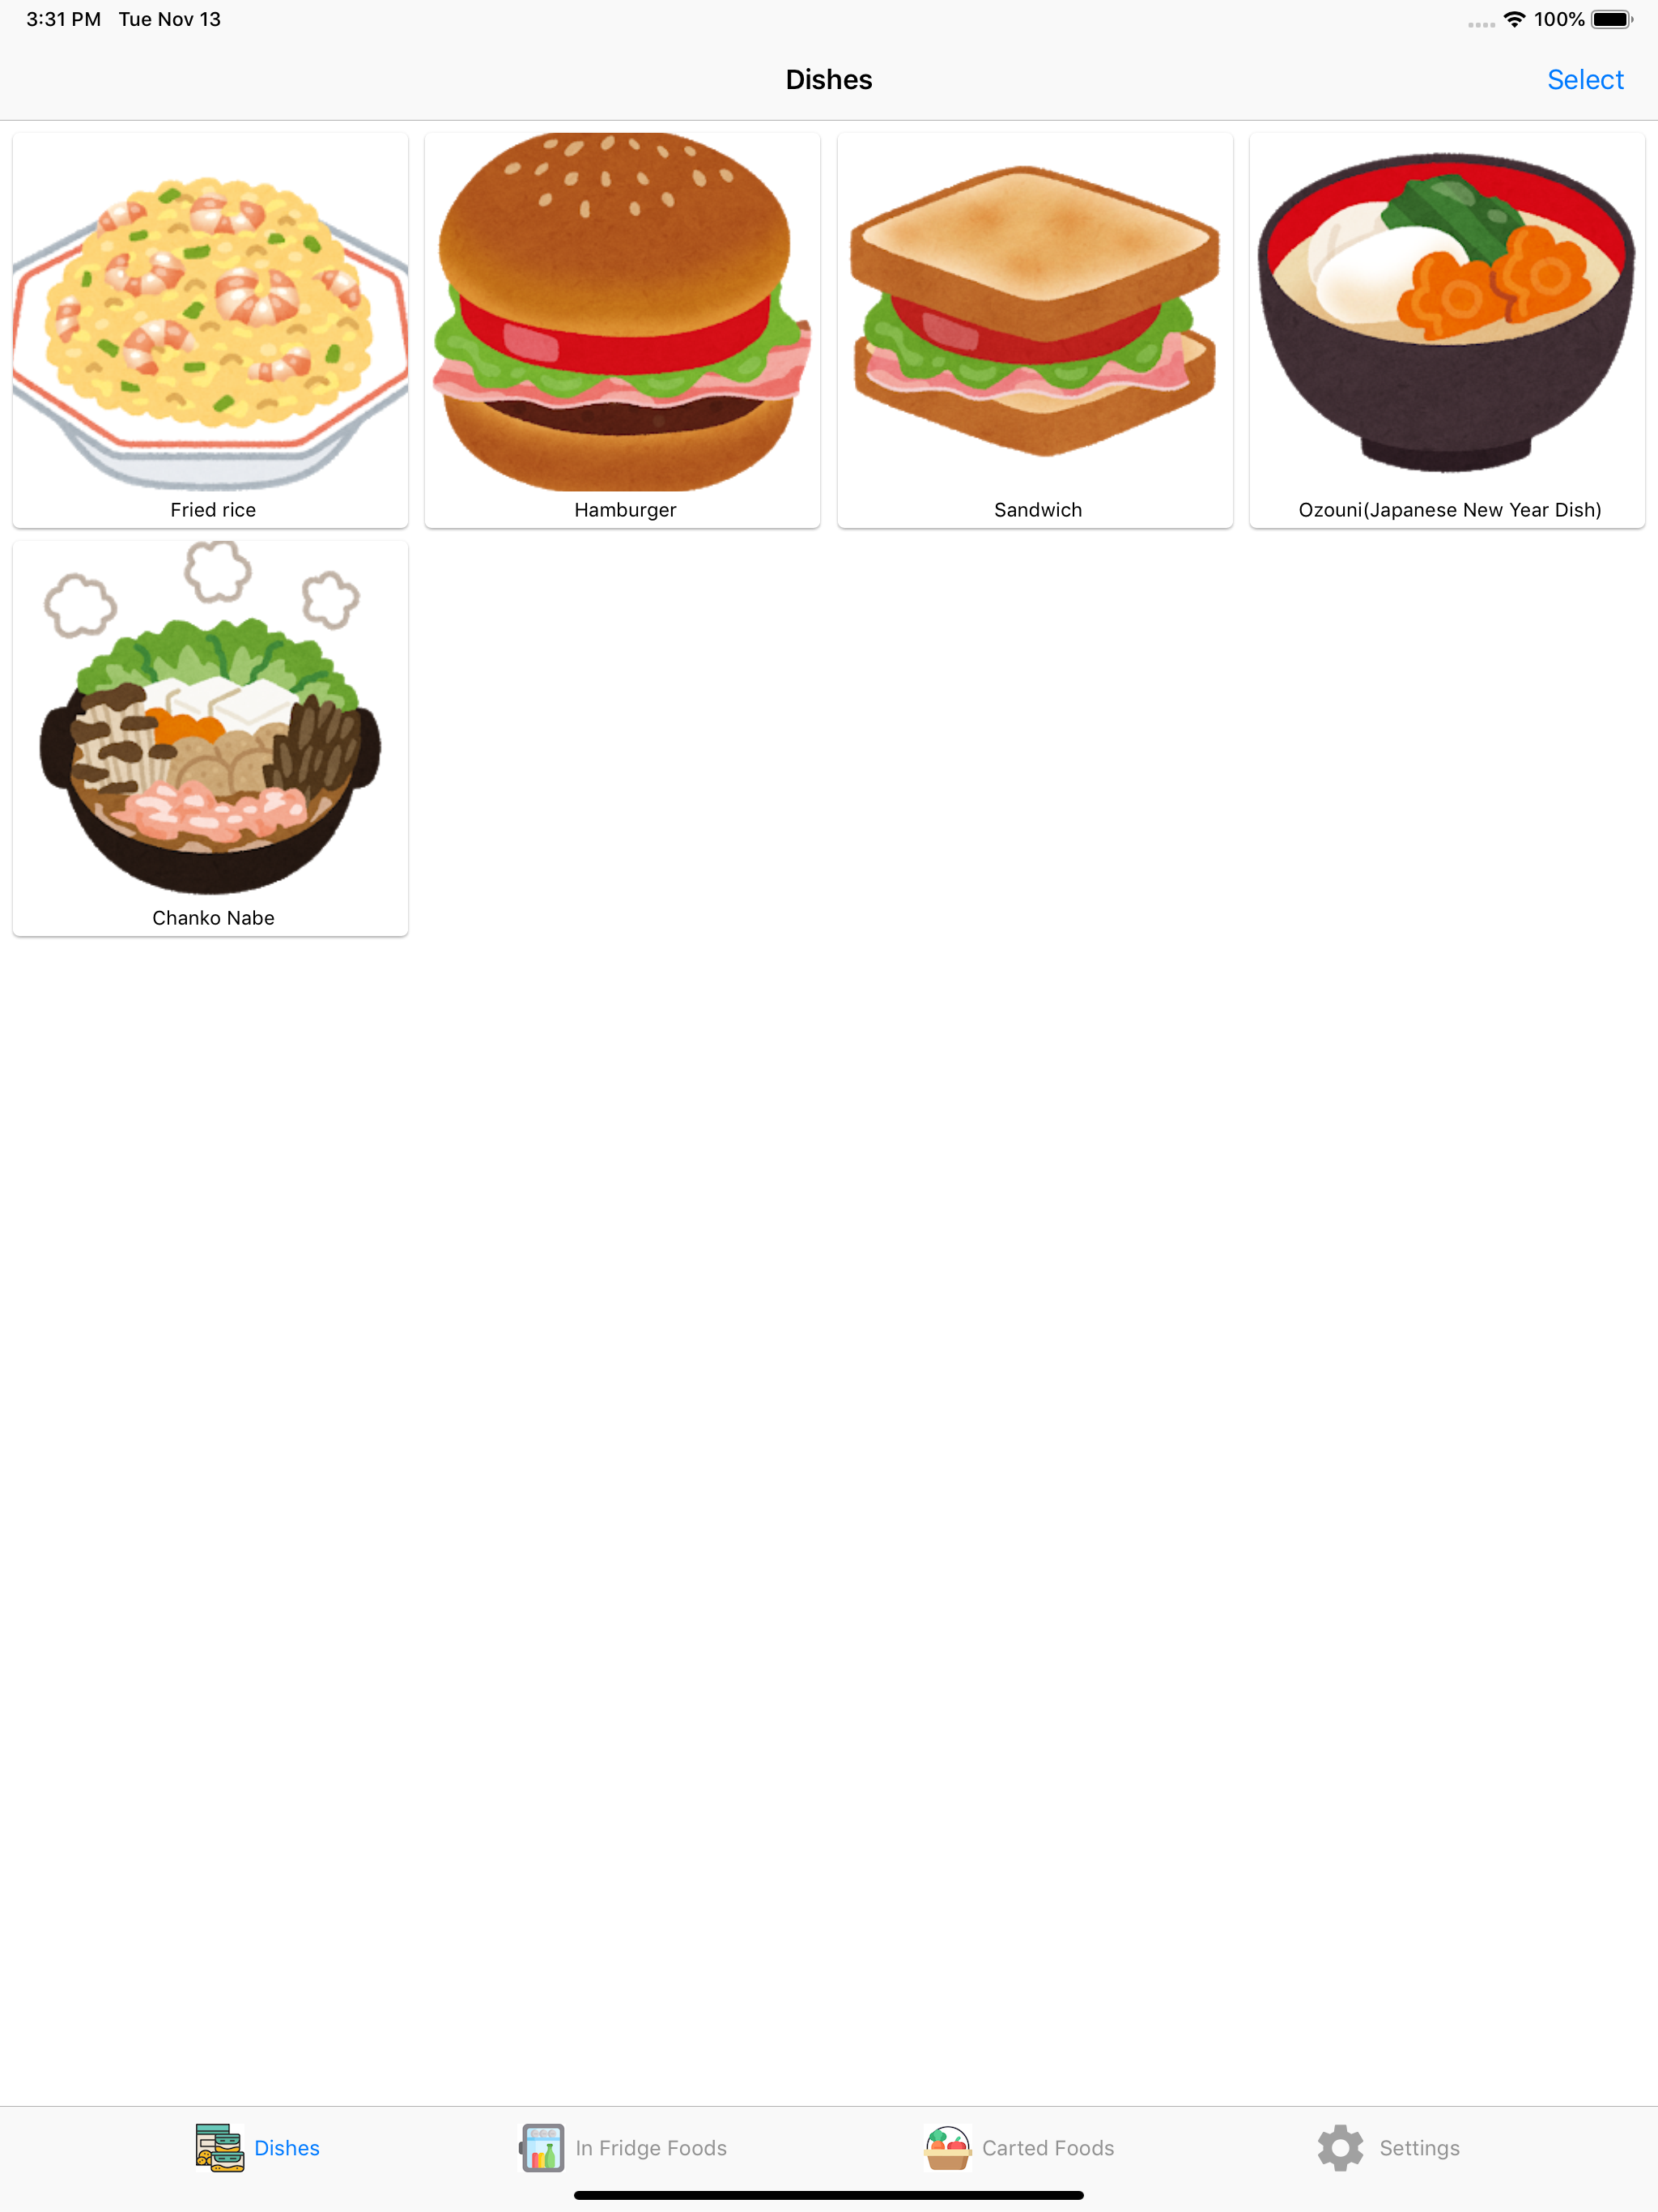 3:31 PM Tue Nov 13 100%
Dishes Select
Fried rice
Hamburger
Sandwich
Ozouni(Japanese New Year Dish)
Chanko Nabe
Dishes
In Fridge Foods
Carted Foods
Settings